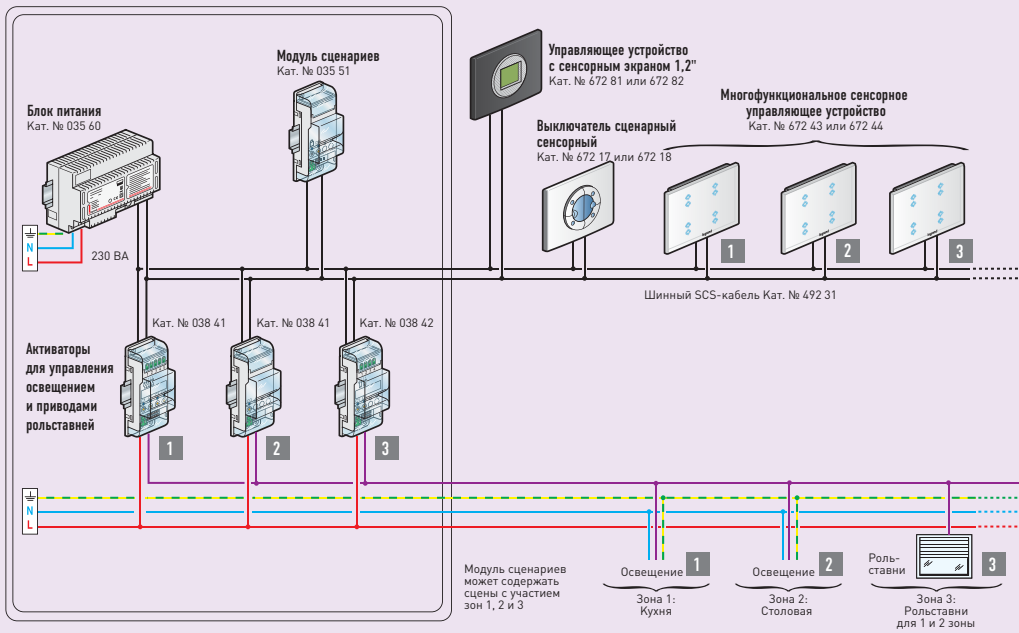 Модуль сценариев
Кат. № 035 51
Блок питания
Кат. № 035 60
N
L
230 ВА
Управляющее устройство
с сенсорным экраном 1,2"
Кат. № 672 81 или 672 82
Выключатель сценарный
сенсорный
Кат. № 672 17 или 672 18
Многофункциональное сенсорное
управляющее устройство
Кат. № 672 43 или 672 44
1
2
3
Шинный SCS-кабель Кат. № 492 31
Кат. № 038 41
Кат. № 038 41
Кат. № 038 42
Активаторы
для управления
освещением
и приводами
рольставней
1
2
3
N
L
Модуль сценариев
может содержать
сцены с участием
зон 1, 2 и 3
Освещение
1
Зона 1:
Кухня
Освещение
2
Зона 2:
Столовая
Роль-
ставни
3
Зона 3:
Рольставни
для 1 и 2 зоны